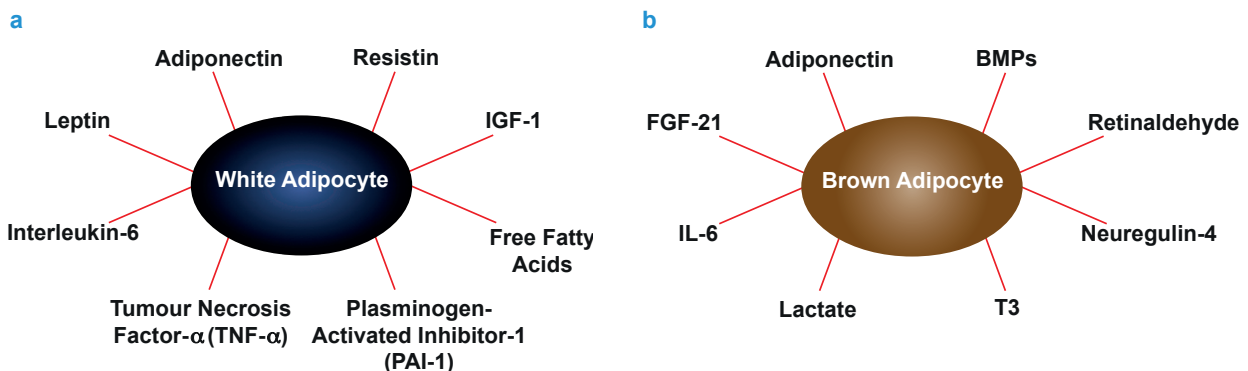 a
Adiponectin
Resistin
Leptin
IGF-1
White Adipocyte
Interleukin-6
Free Fatty
Acids
Tumour Necrosis
Factor-α (TNF-α)
Plasminogen-
Activated Inhibitor-1
(PAI-1)
b
Adiponectin
BMPs
FGF-21
Retinaldehyde
Brown Adipocyte
IL-6
Neuregulin-4
Lactate
T3